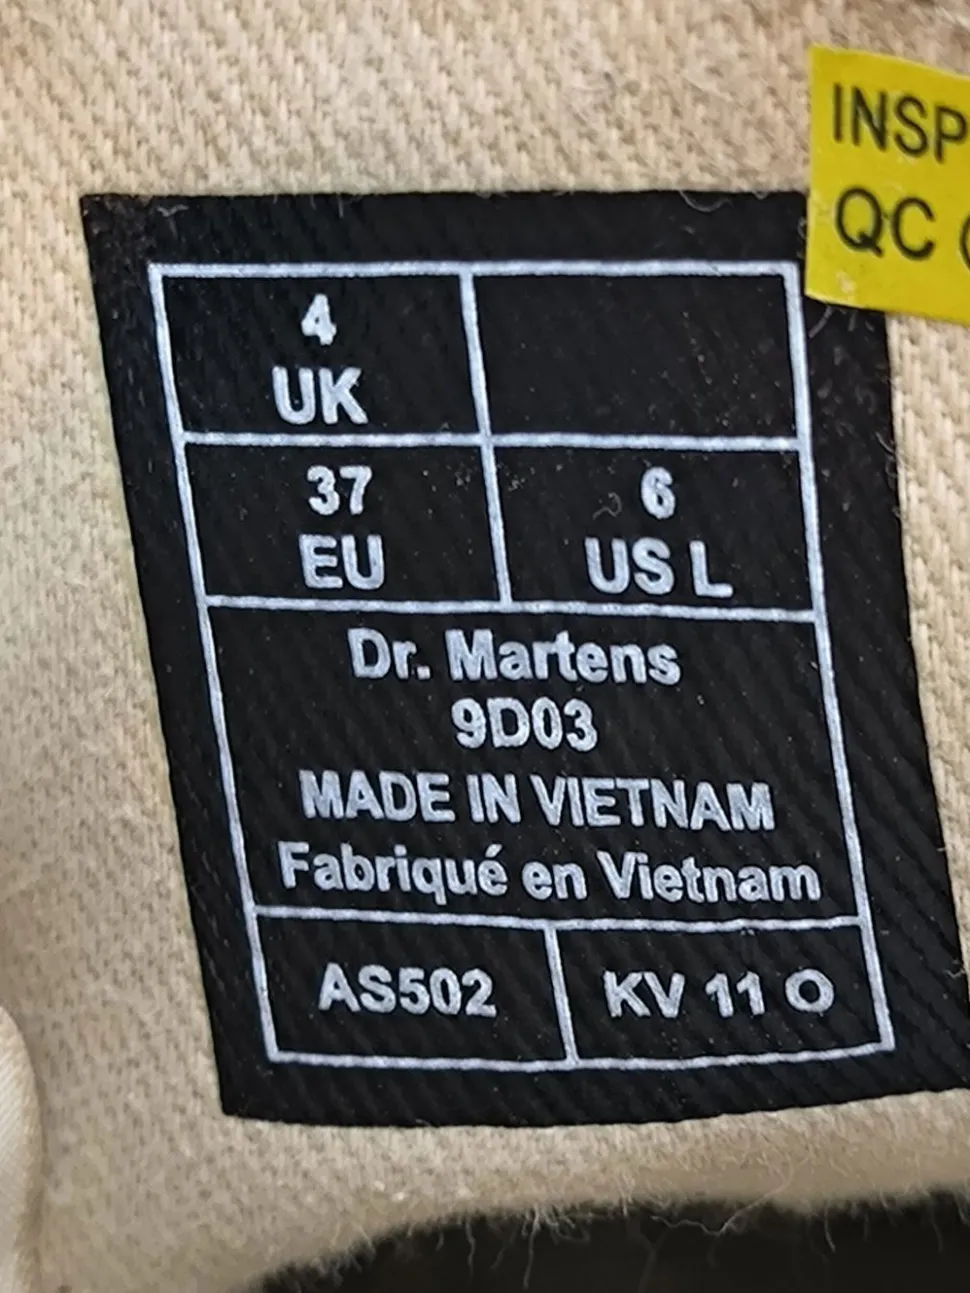 INSP
QC
4
UK
37
EU
6
US L
Dr. Martens
9D03
MADE IN VIETNAM
Fabriqué en Vietnam
AS502
KV 11 O